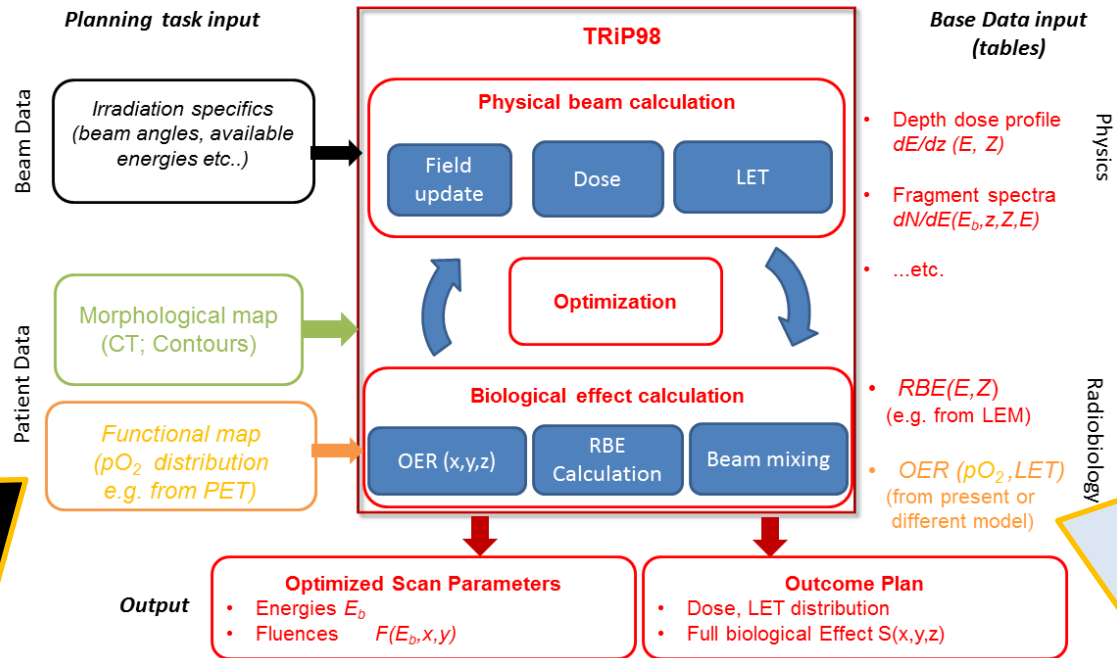 Planning task input
TRiP98
Base Data input
(tables)
Beam Data
Irradiation specifics
(beam angles, available
energies etc..)
Physical beam calculation
Field
update
Dose
LET
• Depth dose profile
dE/dz (E, Z)
• Fragment spectra
dN/dE(E_b,z,Z,E)
• ...etc.
Physics
Optimization
Patient Data
Morphological map
(CT; Contours)
Functional map
(pO₂ distribution
e.g. from PET)
Biological effect calculation
OER (x,y,z)
RBE
Calculation
Beam mixing
• RBE(E,Z)
(e.g. from LEM)
• OER (pO₂,LET)
(from present or
different model)
Radiobiology
Output
Optimized Scan Parameters
• Energies E_b
• Fluences F(E_b,x,y)
Outcome Plan
• Dose, LET distribution
• Full biological Effect S(x,y,z)